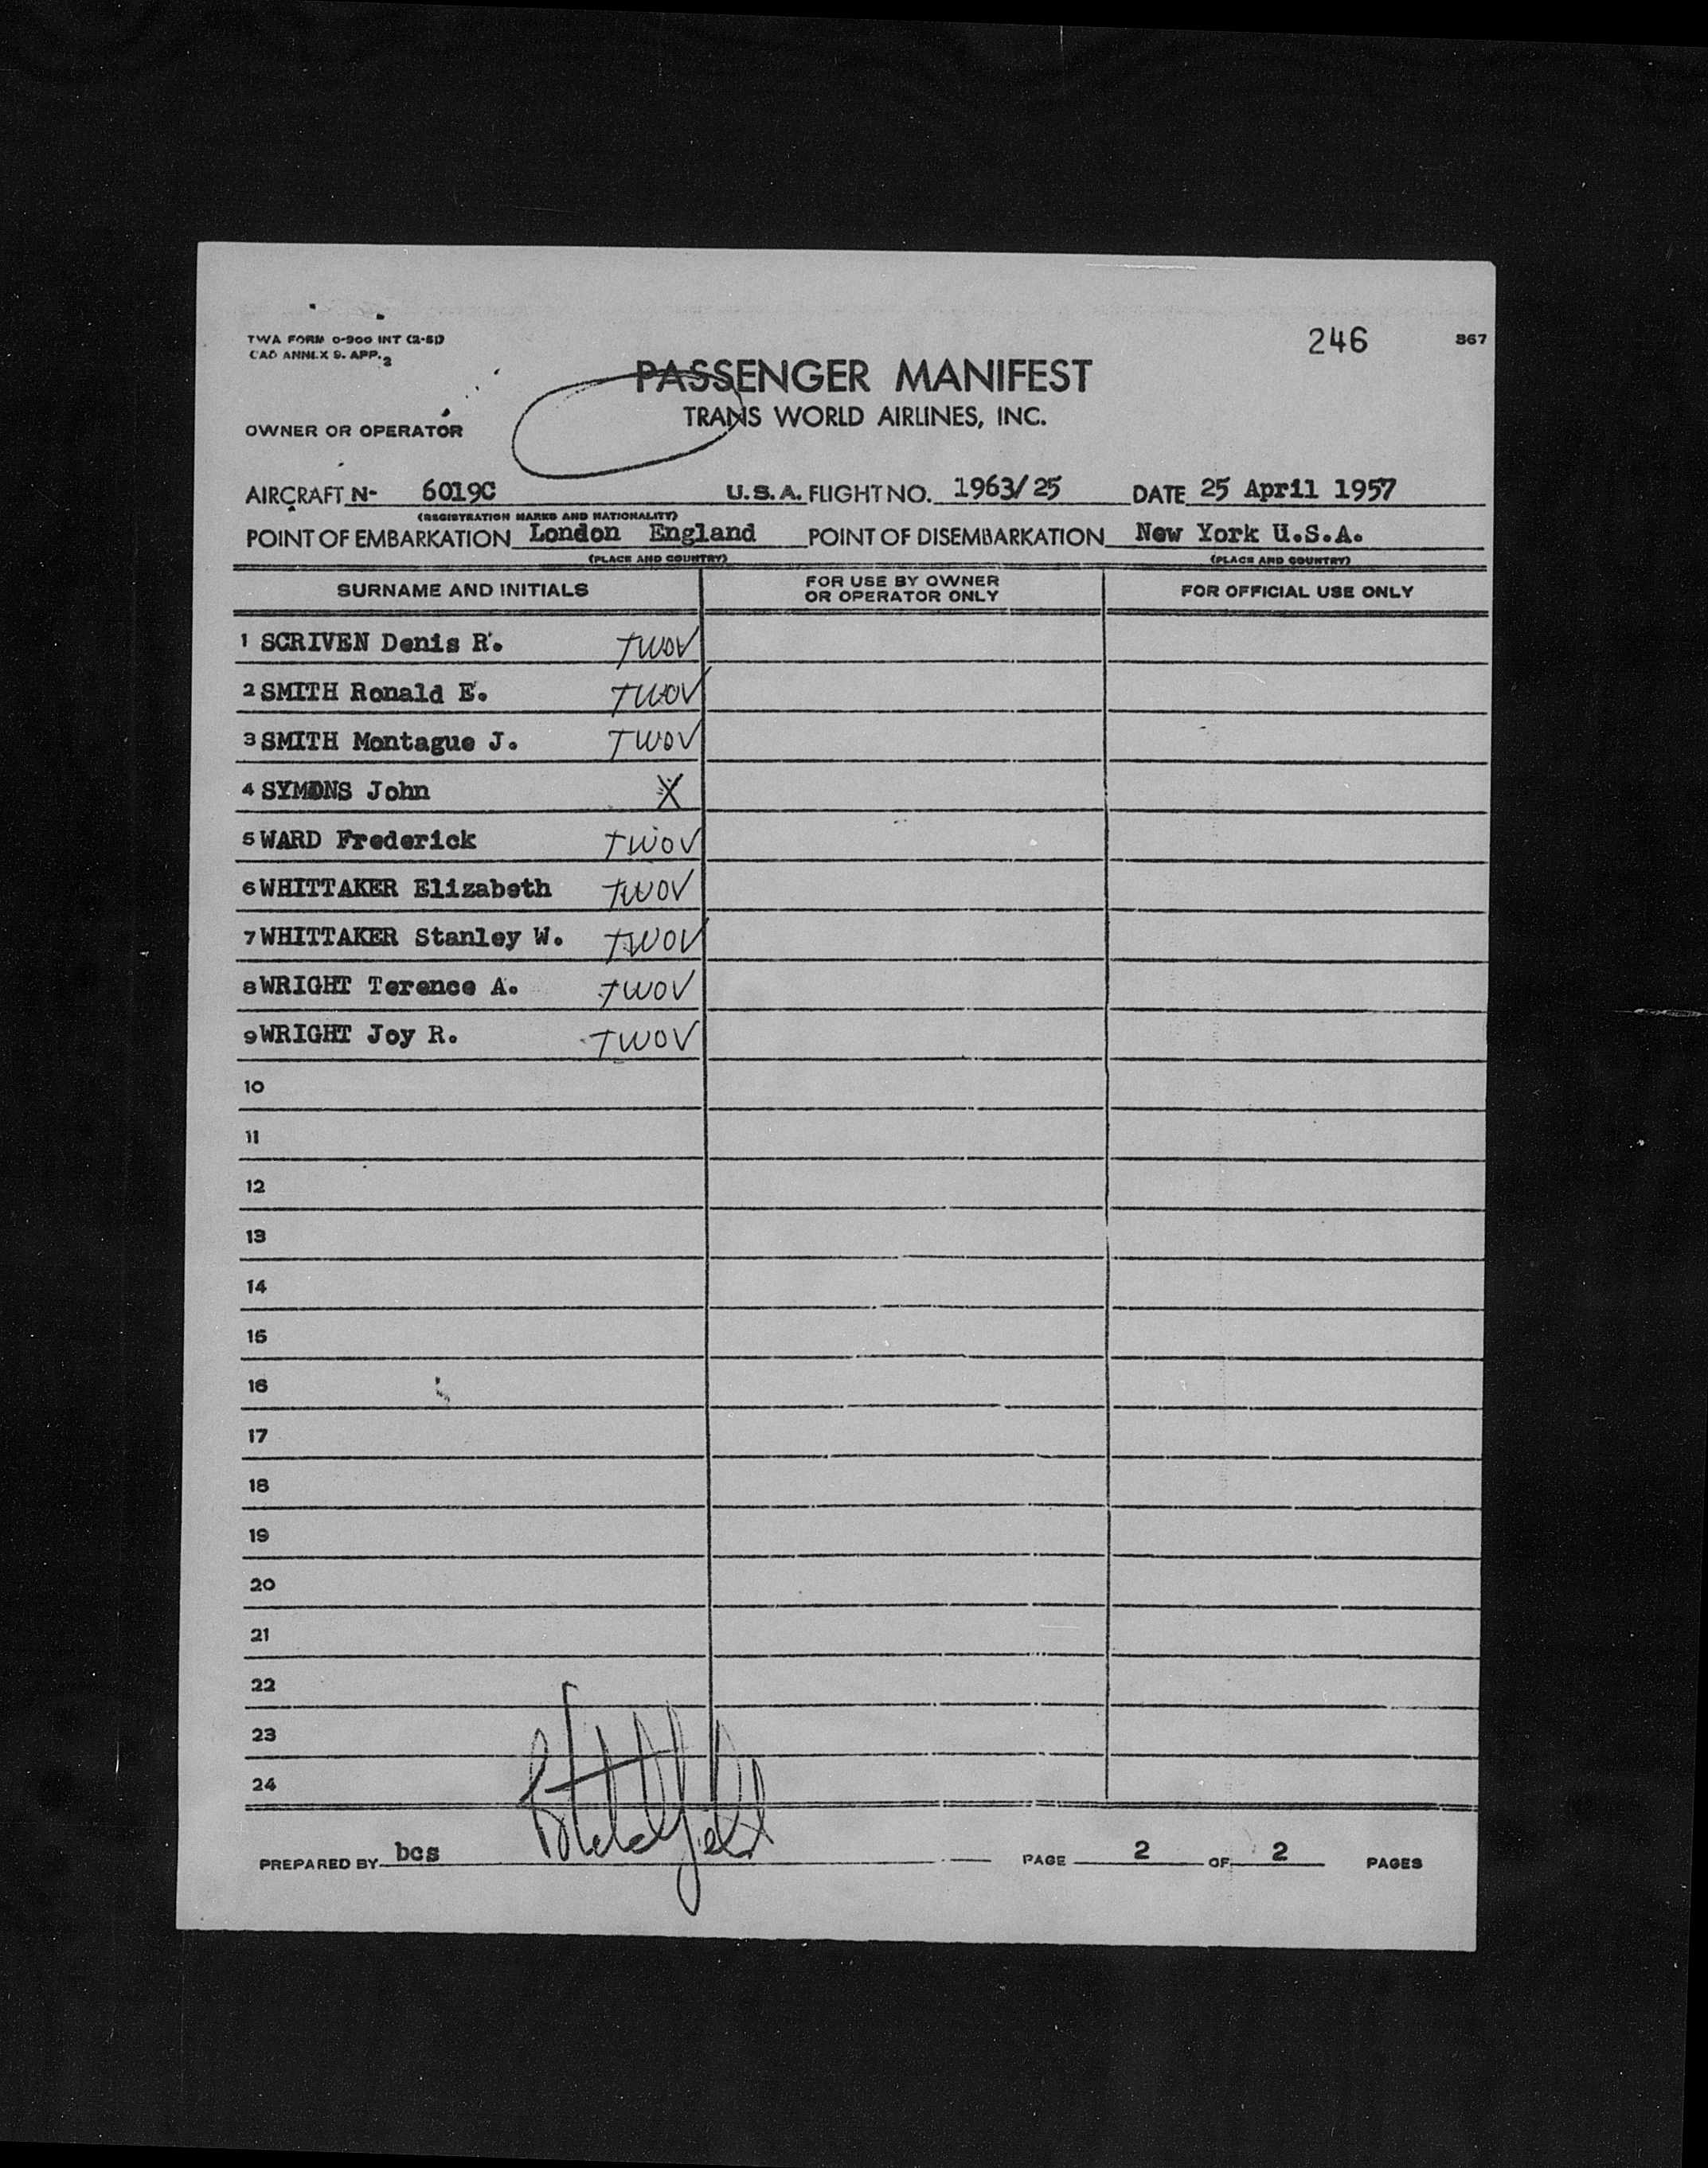 TWA FORM 0-900 INT (2-51)
CAO ANNEX 9. APP. 2
246
867
PASSENGER MANIFEST
TRANS WORLD AIRLINES, INC.
OWNER OR OPERATOR
AIRCRAFT N- 6019C U.S.A. FLIGHT NO. 1963/25 DATE 25 April 1957
(REGISTRATION MARKS AND NATIONALITY)
POINT OF EMBARKATION London England POINT OF DISEMBARKATION New York U.S.A.
(PLACE AND COUNTRY) (PLACE AND COUNTRY)
SURNAME AND INITIALS FOR USE BY OWNER OR OPERATOR ONLY FOR OFFICIAL USE ONLY
1 SCRIVEN Denis R. TWOV
2 SMITH Ronald E. TWOV
3 SMITH Montague J. TWOV
4 SYMONS John X
5 WARD Frederick TWOV
6 WHITTAKER Elizabeth TWOV
7 WHITTAKER Stanley W. TWOV
8 WRIGHT Terence A. TWOV
9 WRIGHT Joy R. TWOV
10
11
12
13
14
15
16
17
18
19
20
21
22
23
24
PREPARED BY bcs PAGE 2 OF 2 PAGES